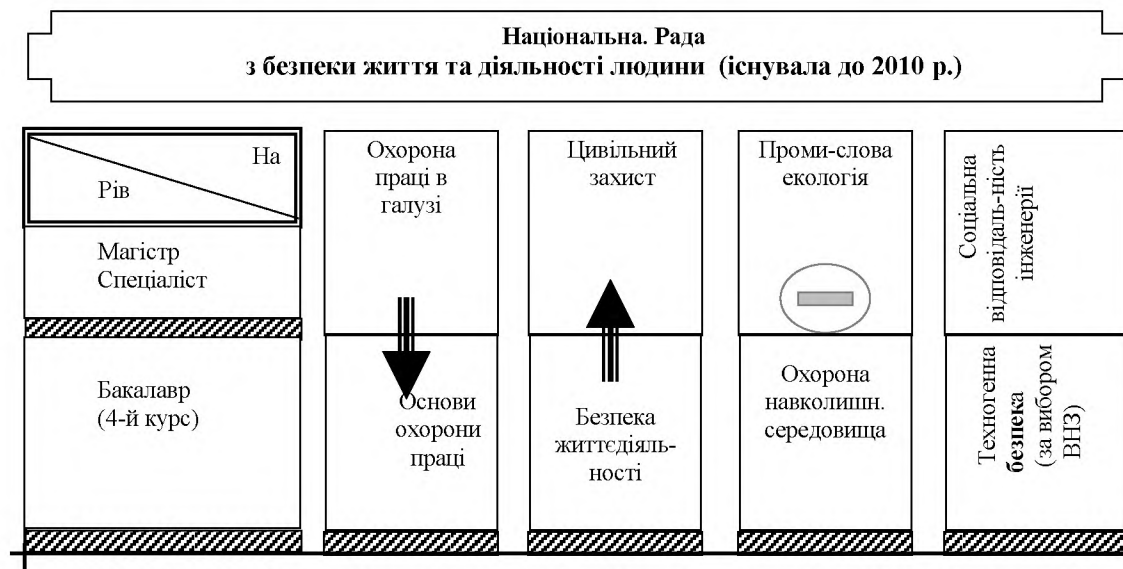 Національна. Рада
з безпеки життя та діяльності людини (існувала до 2010 р.)
На
Рів
Охорона
праці в
галузі
Цивільний
захист
Проми-слова
екологія
Соціальна
відповідаль-ність
інженерії
Магістр
Спеціаліст
Бакалавр
(4-й курс)
Основи
охорони
праці
Безпека
життєдіяль-
ності
Охорона
навколишн.
середовища
Техногенна
безпека
(за вибором
ВНЗ)